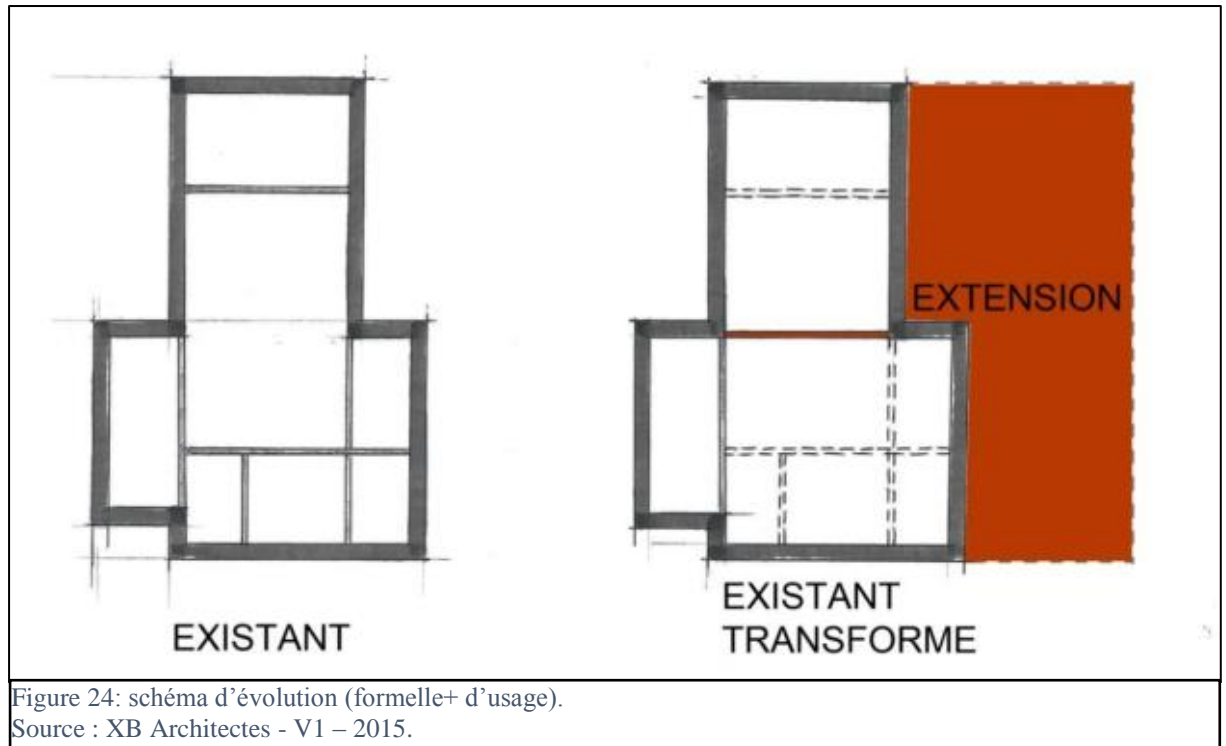 EXTENSION
EXISTANT
EXISTANT
TRANSFORME
Figure 24: schéma d’évolution (formelle+ d’usage).
Source : XB Architectes - V1 – 2015.